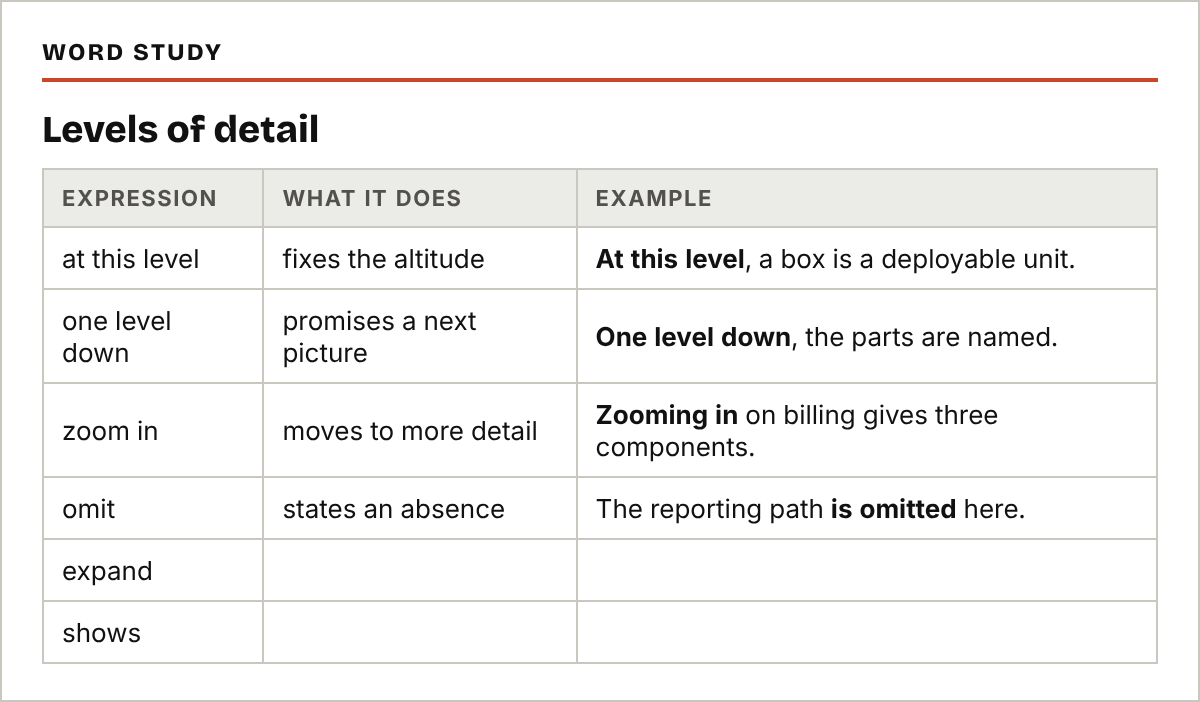 WORD STUDY
Levels of detail
EXPRESSION WHAT IT DOES EXAMPLE
at this level fixes the altitude At this level, a box is a deployable unit.
one level
down
promises a next
picture
One level down, the parts are named.
zoom in moves to more detail Zooming in on billing gives three
components.
omit states an absence The reporting path is omitted here.
expand
shows